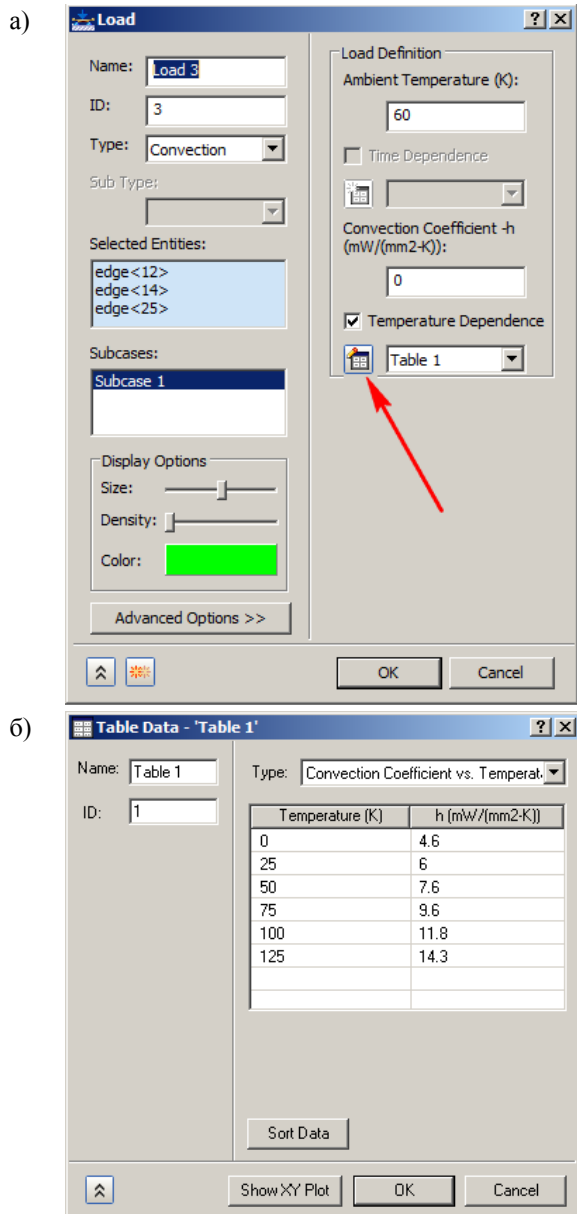 а)
Load
Name: Load 3
ID: 3
Type: Convection
Sub Type:
Selected Entities:
edge<12>
edge<14>
edge<25>
Subcases:
Subcase 1
Display Options
Size:
Density:
Color:
Advanced Options >>
Load Definition
Ambient Temperature (K):
60
Time Dependence
Convection Coefficient -h
(mW/(mm2-K)):
0
Temperature Dependence
Table 1
OK Cancel
б)
Table Data - 'Table 1'
Name: Table 1
ID: 1
Type: Convection Coefficient vs. Temperat
Temperature (K) h (mW/(mm2-K))
0 4.6
25 6
50 7.6
75 9.6
100 11.8
125 14.3
Sort Data
Show XY Plot OK Cancel